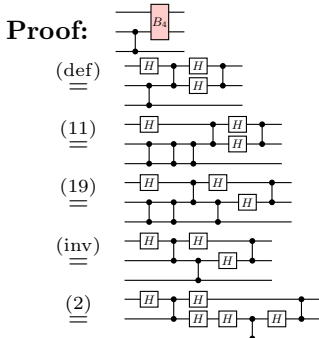 Proof: B₄
(def)
= H H H
(11)
= H H H
(19)
= H H H
(inv)
= H H H
(2)
= H H H H H